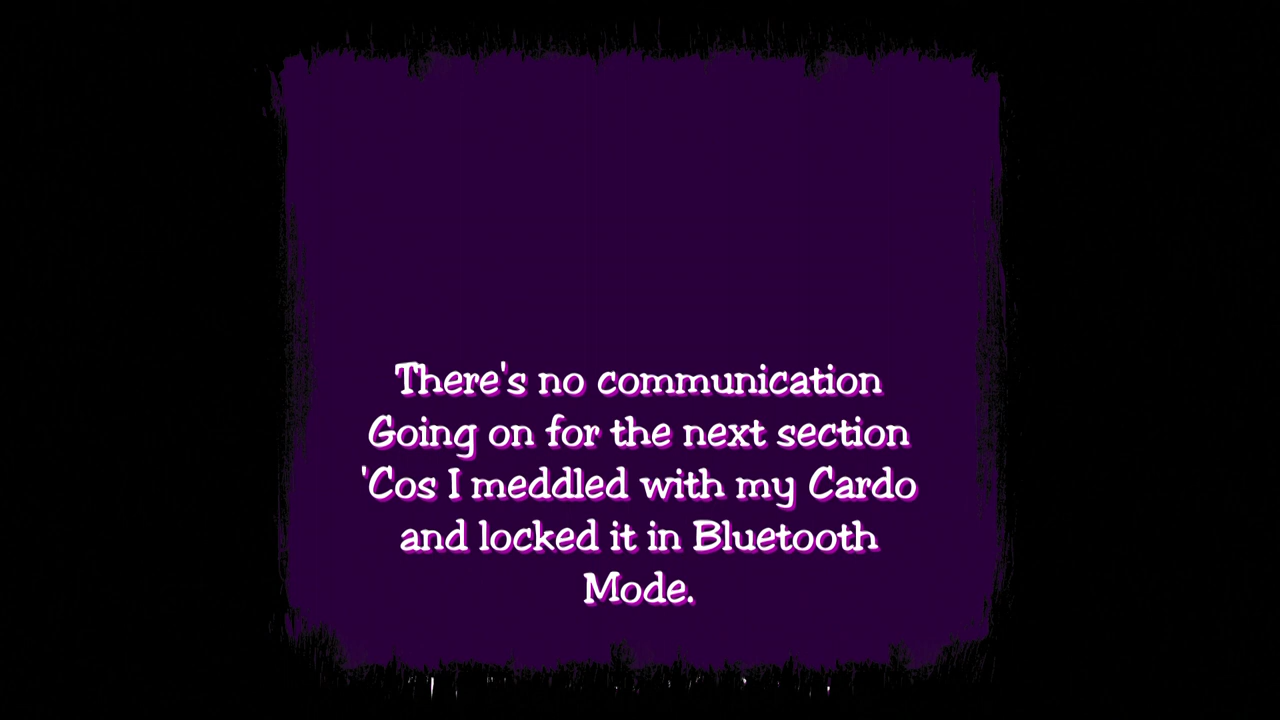 There's no communication
Going on for the next section
'Cos I meddled with my Cardo
and locked it in Bluetooth
Mode.